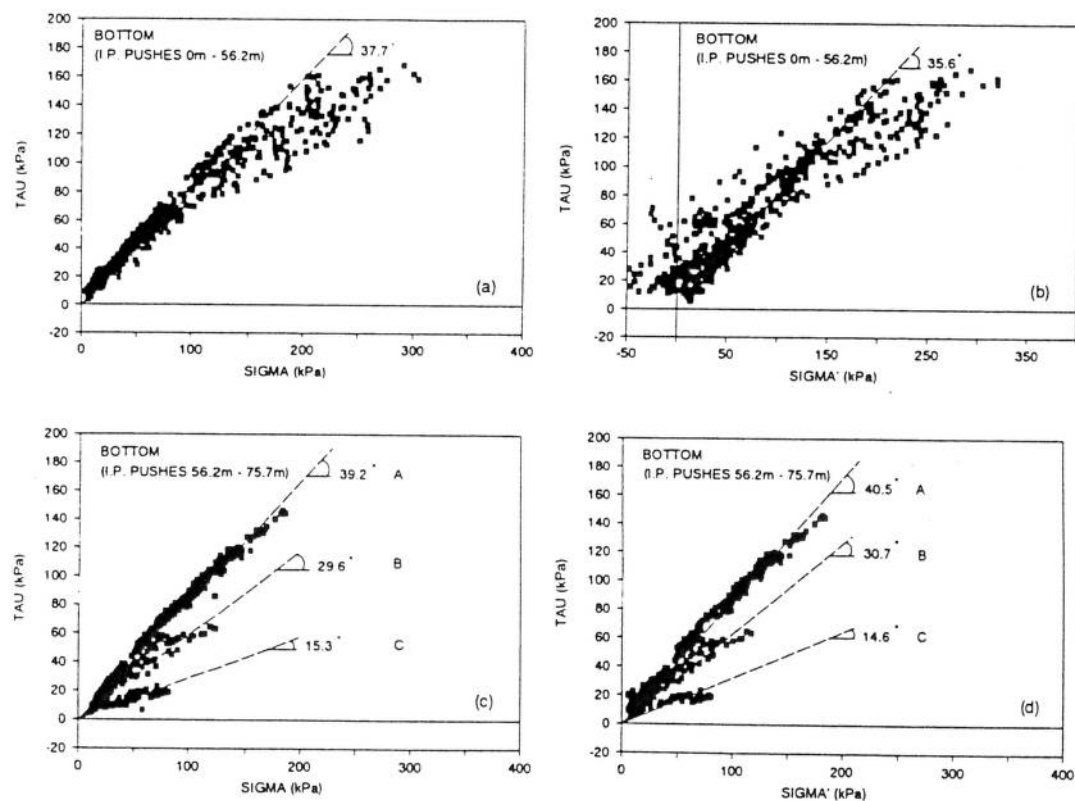 200
180
160
140
120
100
80
60
40
20
0
-20
TAU (kPa)
BOTTOM
(I.P. PUSHES 0m - 56.2m)
37.7°
(a)
0 100 200 300 400
SIGMA (kPa)
200
180
160
140
120
100
80
60
40
20
0
-20
TAU (kPa)
BOTTOM
(I.P. PUSHES 0m - 56.2m)
35.6°
(b)
-50 50 150 250 350
SIGMA' (kPa)
200
180
160
140
120
100
80
60
40
20
0
-20
TAU (kPa)
BOTTOM
(I.P. PUSHES 56.2m - 75.7m)
39.2° A
29.6° B
15.3° C
(c)
0 100 200 300 400
SIGMA (kPa)
200
180
160
140
120
100
80
60
40
20
0
-20
TAU (kPa)
BOTTOM
(I.P. PUSHES 56.2m - 75.7m)
40.5° A
30.7° B
14.6° C
(d)
0 100 200 300 400
SIGMA' (kPa)